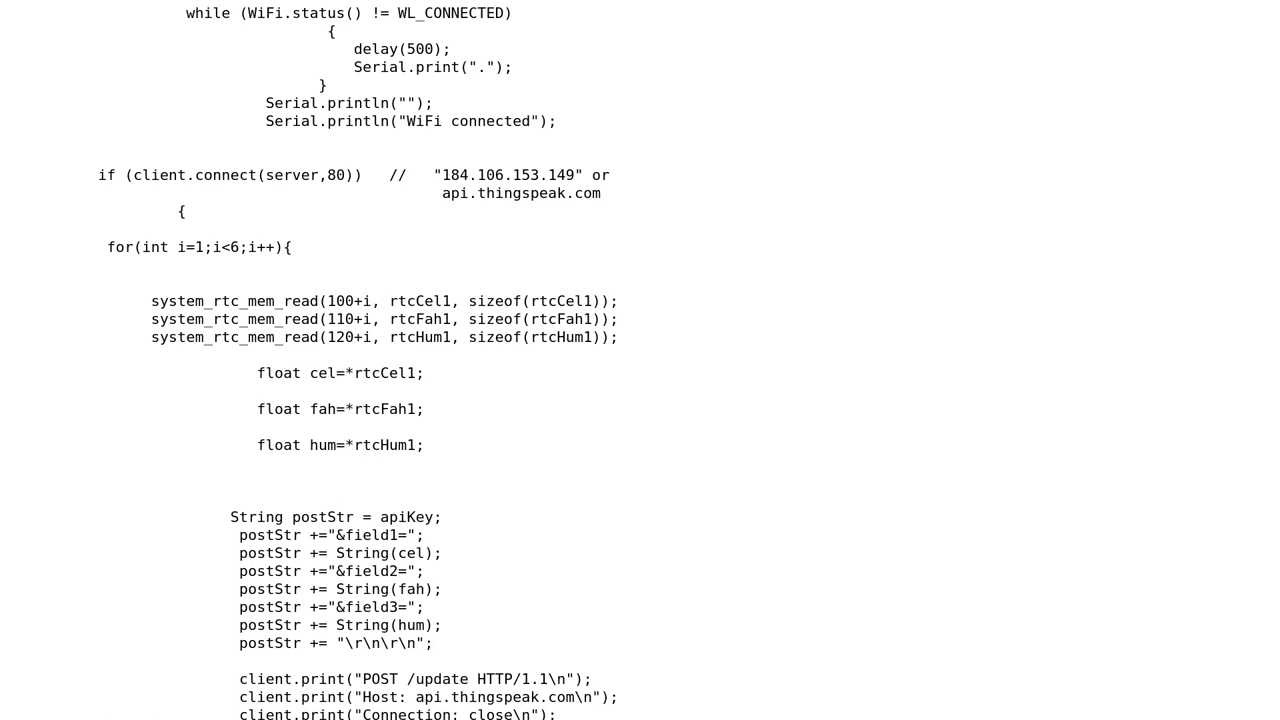 while (WiFi.status() != WL_CONNECTED)
{
delay(500);
Serial.print(".");
}
Serial.println("");
Serial.println("WiFi connected");
if (client.connect(server,80))   //   "184.106.153.149" or
api.thingspeak.com
{
for(int i=1;i<6;i++){
system_rtc_mem_read(100+i, rtcCel1, sizeof(rtcCel1));
system_rtc_mem_read(110+i, rtcFah1, sizeof(rtcFah1));
system_rtc_mem_read(120+i, rtcHum1, sizeof(rtcHum1));
float cel=*rtcCel1;
float fah=*rtcFah1;
float hum=*rtcHum1;
String postStr = apiKey;
postStr +="&field1=";
postStr += String(cel);
postStr +="&field2=";
postStr += String(fah);
postStr +="&field3=";
postStr += String(hum);
postStr += "\r\n\r\n";
client.print("POST /update HTTP/1.1\n");
client.print("Host: api.thingspeak.com\n");
client.print("Connection: close\n");